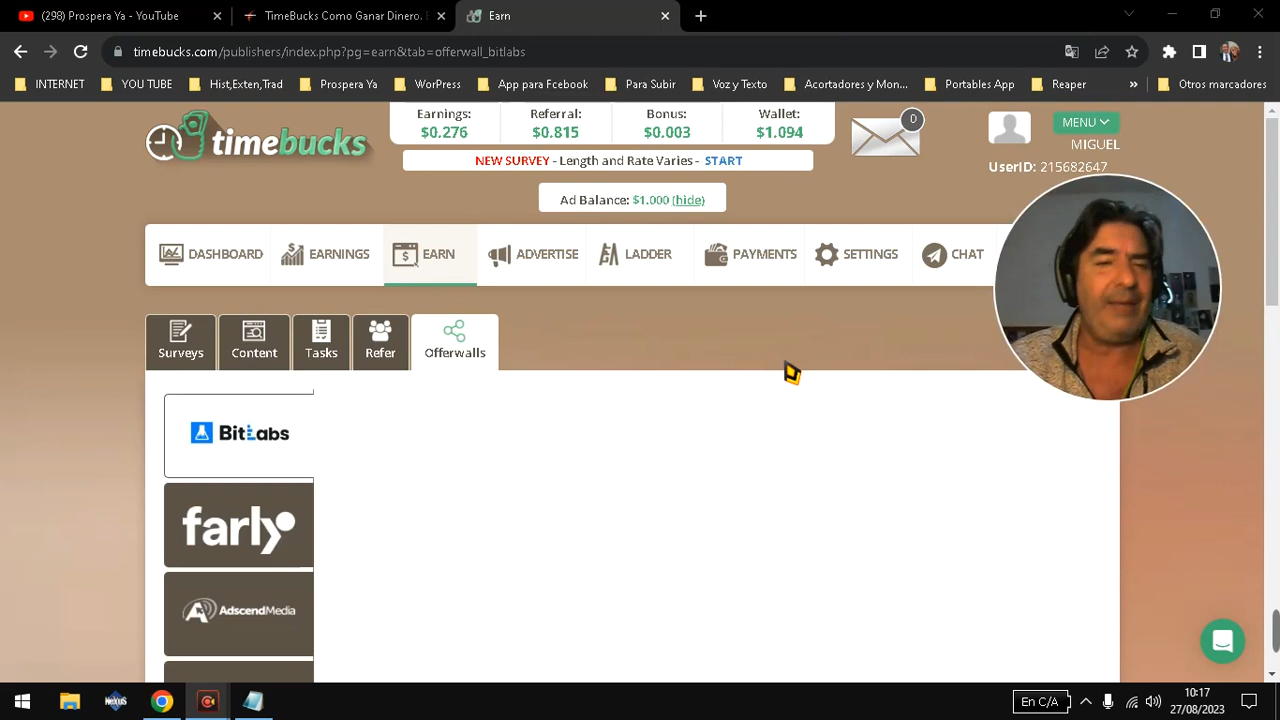 (298) Prospera Ya - YouTube
TimeBucks Como Ganar Dinero. E
Earn
timebucks.com/publishers/index.php?pg=earn&tab=offerwall_bitlabs
INTERNET
YOU TUBE
Hist,Exten,Trad
Prospera Ya
WorPress
App para Fcebook
Para Subir
Voz y Texto
Acortadores y Mon...
Portables App
Reaper
»
Otros marcadores
timebucks
Earnings: Referral: Bonus: Wallet:
$0.276 $0.815 $0.003 $1.094
NEW SURVEY - Length and Rate Varies - START
Ad Balance: $1.000 (hide)
0
MENU
MIGUEL
UserID: 215682647
DASHBOARD
EARNINGS
EARN
ADVERTISE
LADDER
PAYMENTS
SETTINGS
CHAT
Surveys
Content
Tasks
Refer
Offerwalls
BitLabs
farly
AdscendMedia
Nexus
En C/A
10:17
27/08/2023